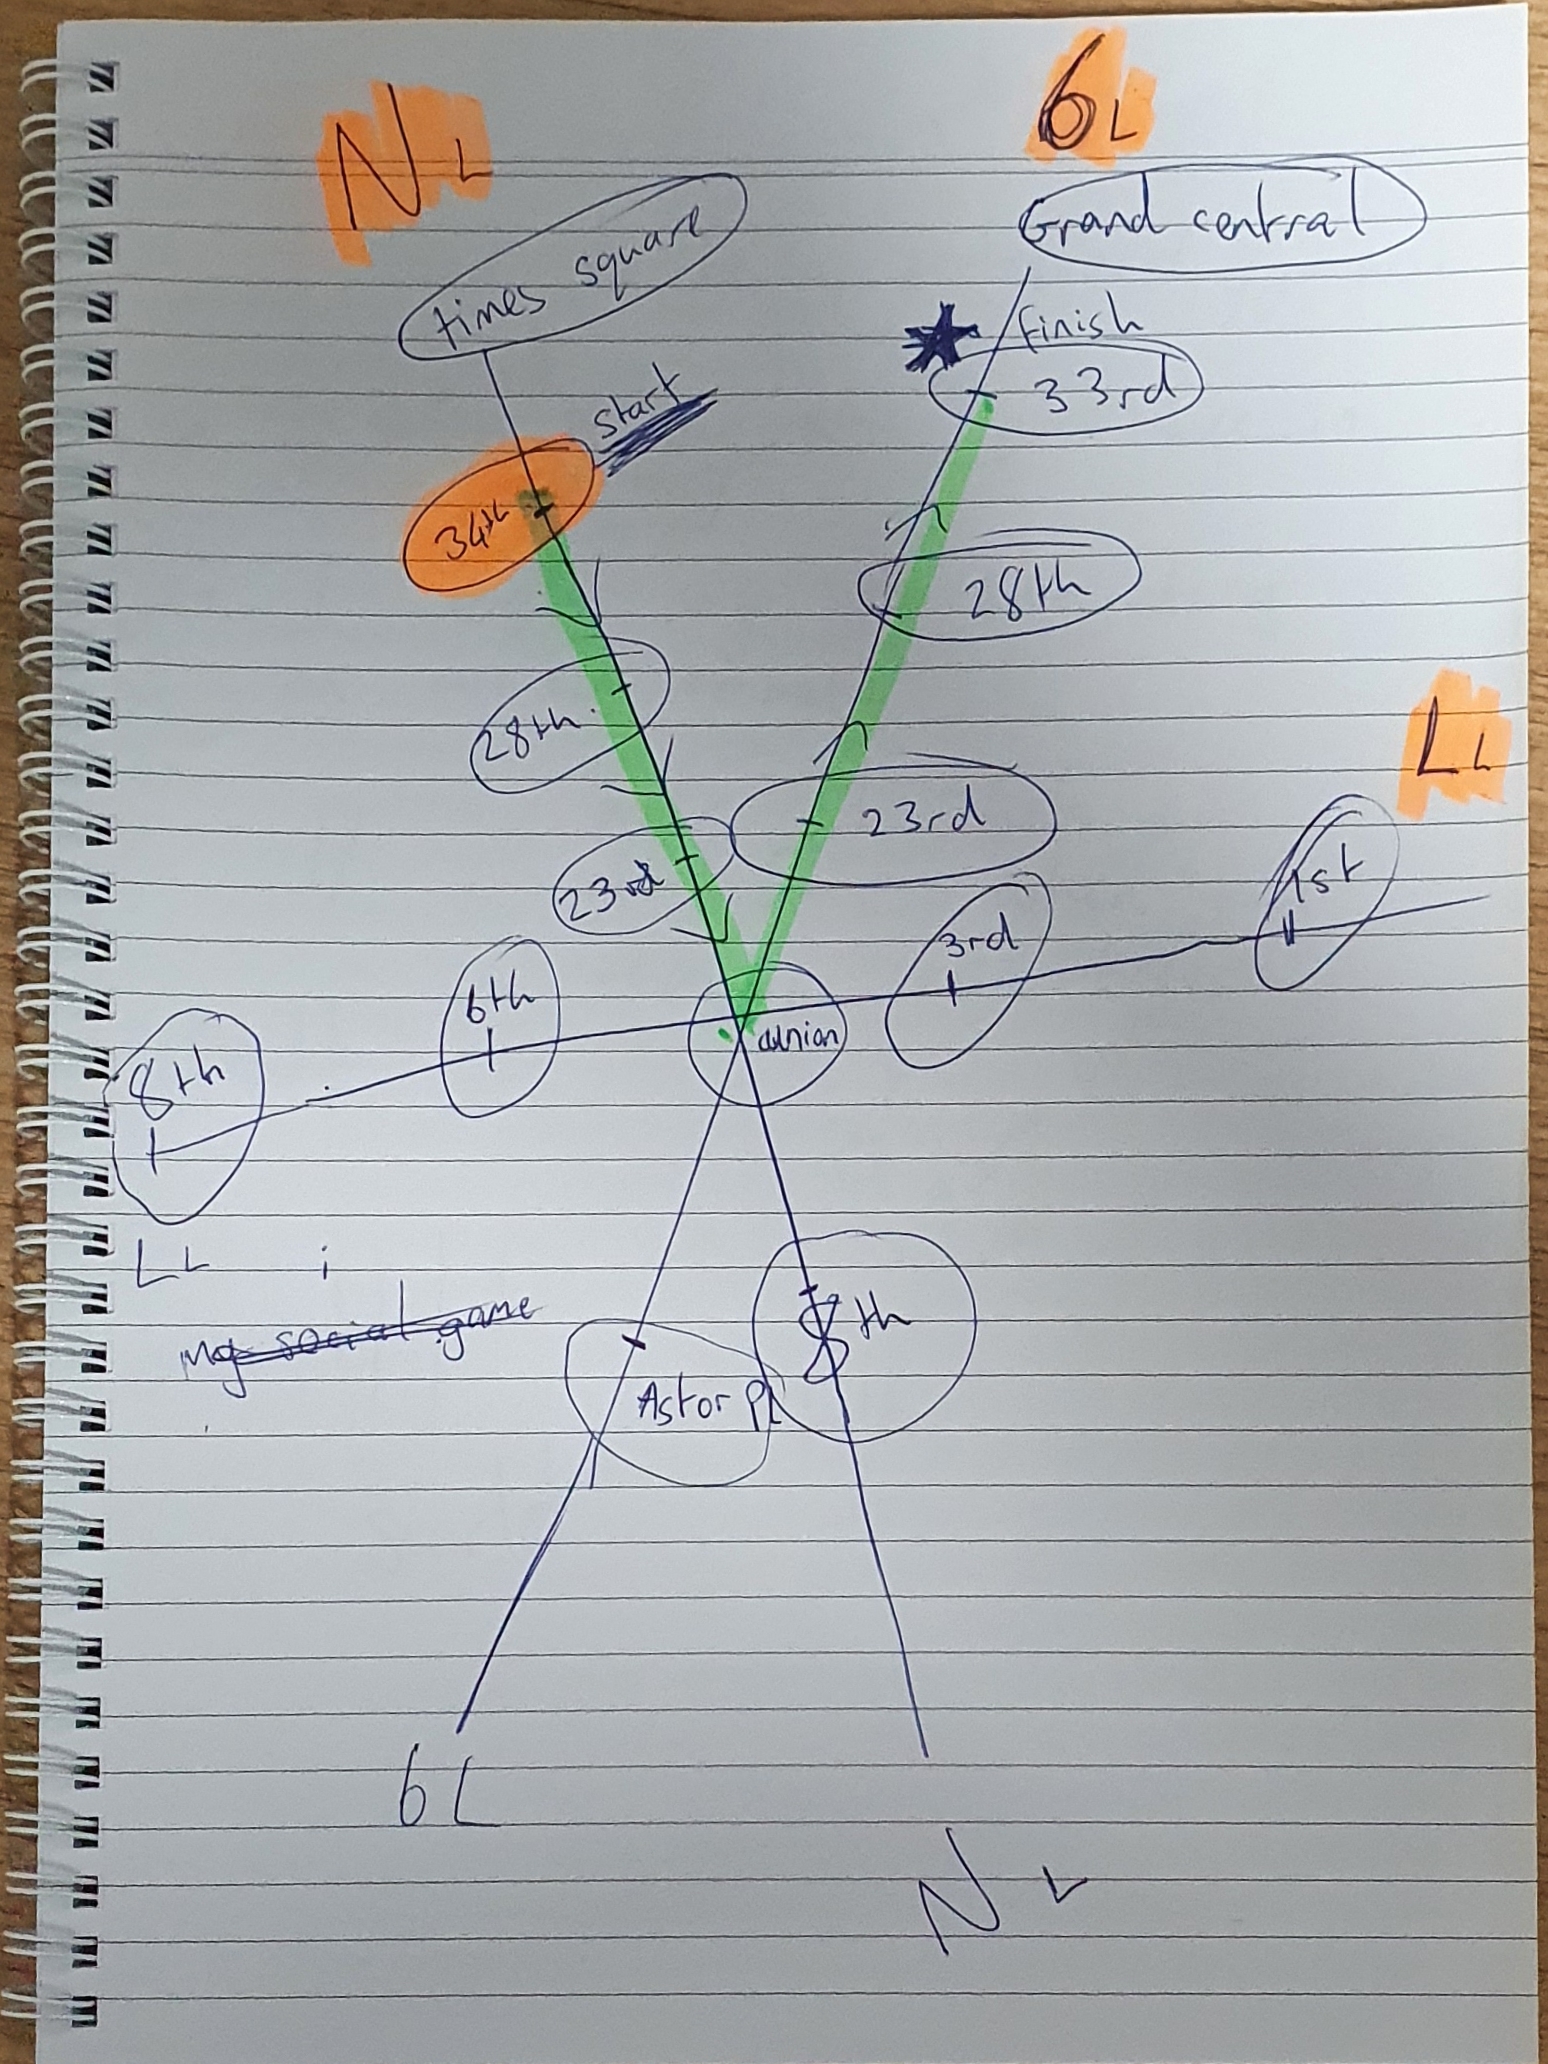 N L
6 L
times square
Grand central
start
finish
33rd
34th
28th
28th
L L
23rd
23rd
1st
3rd
6th
union
8th
L L
i
my social game
8th
Astor Pl
6 L
N L